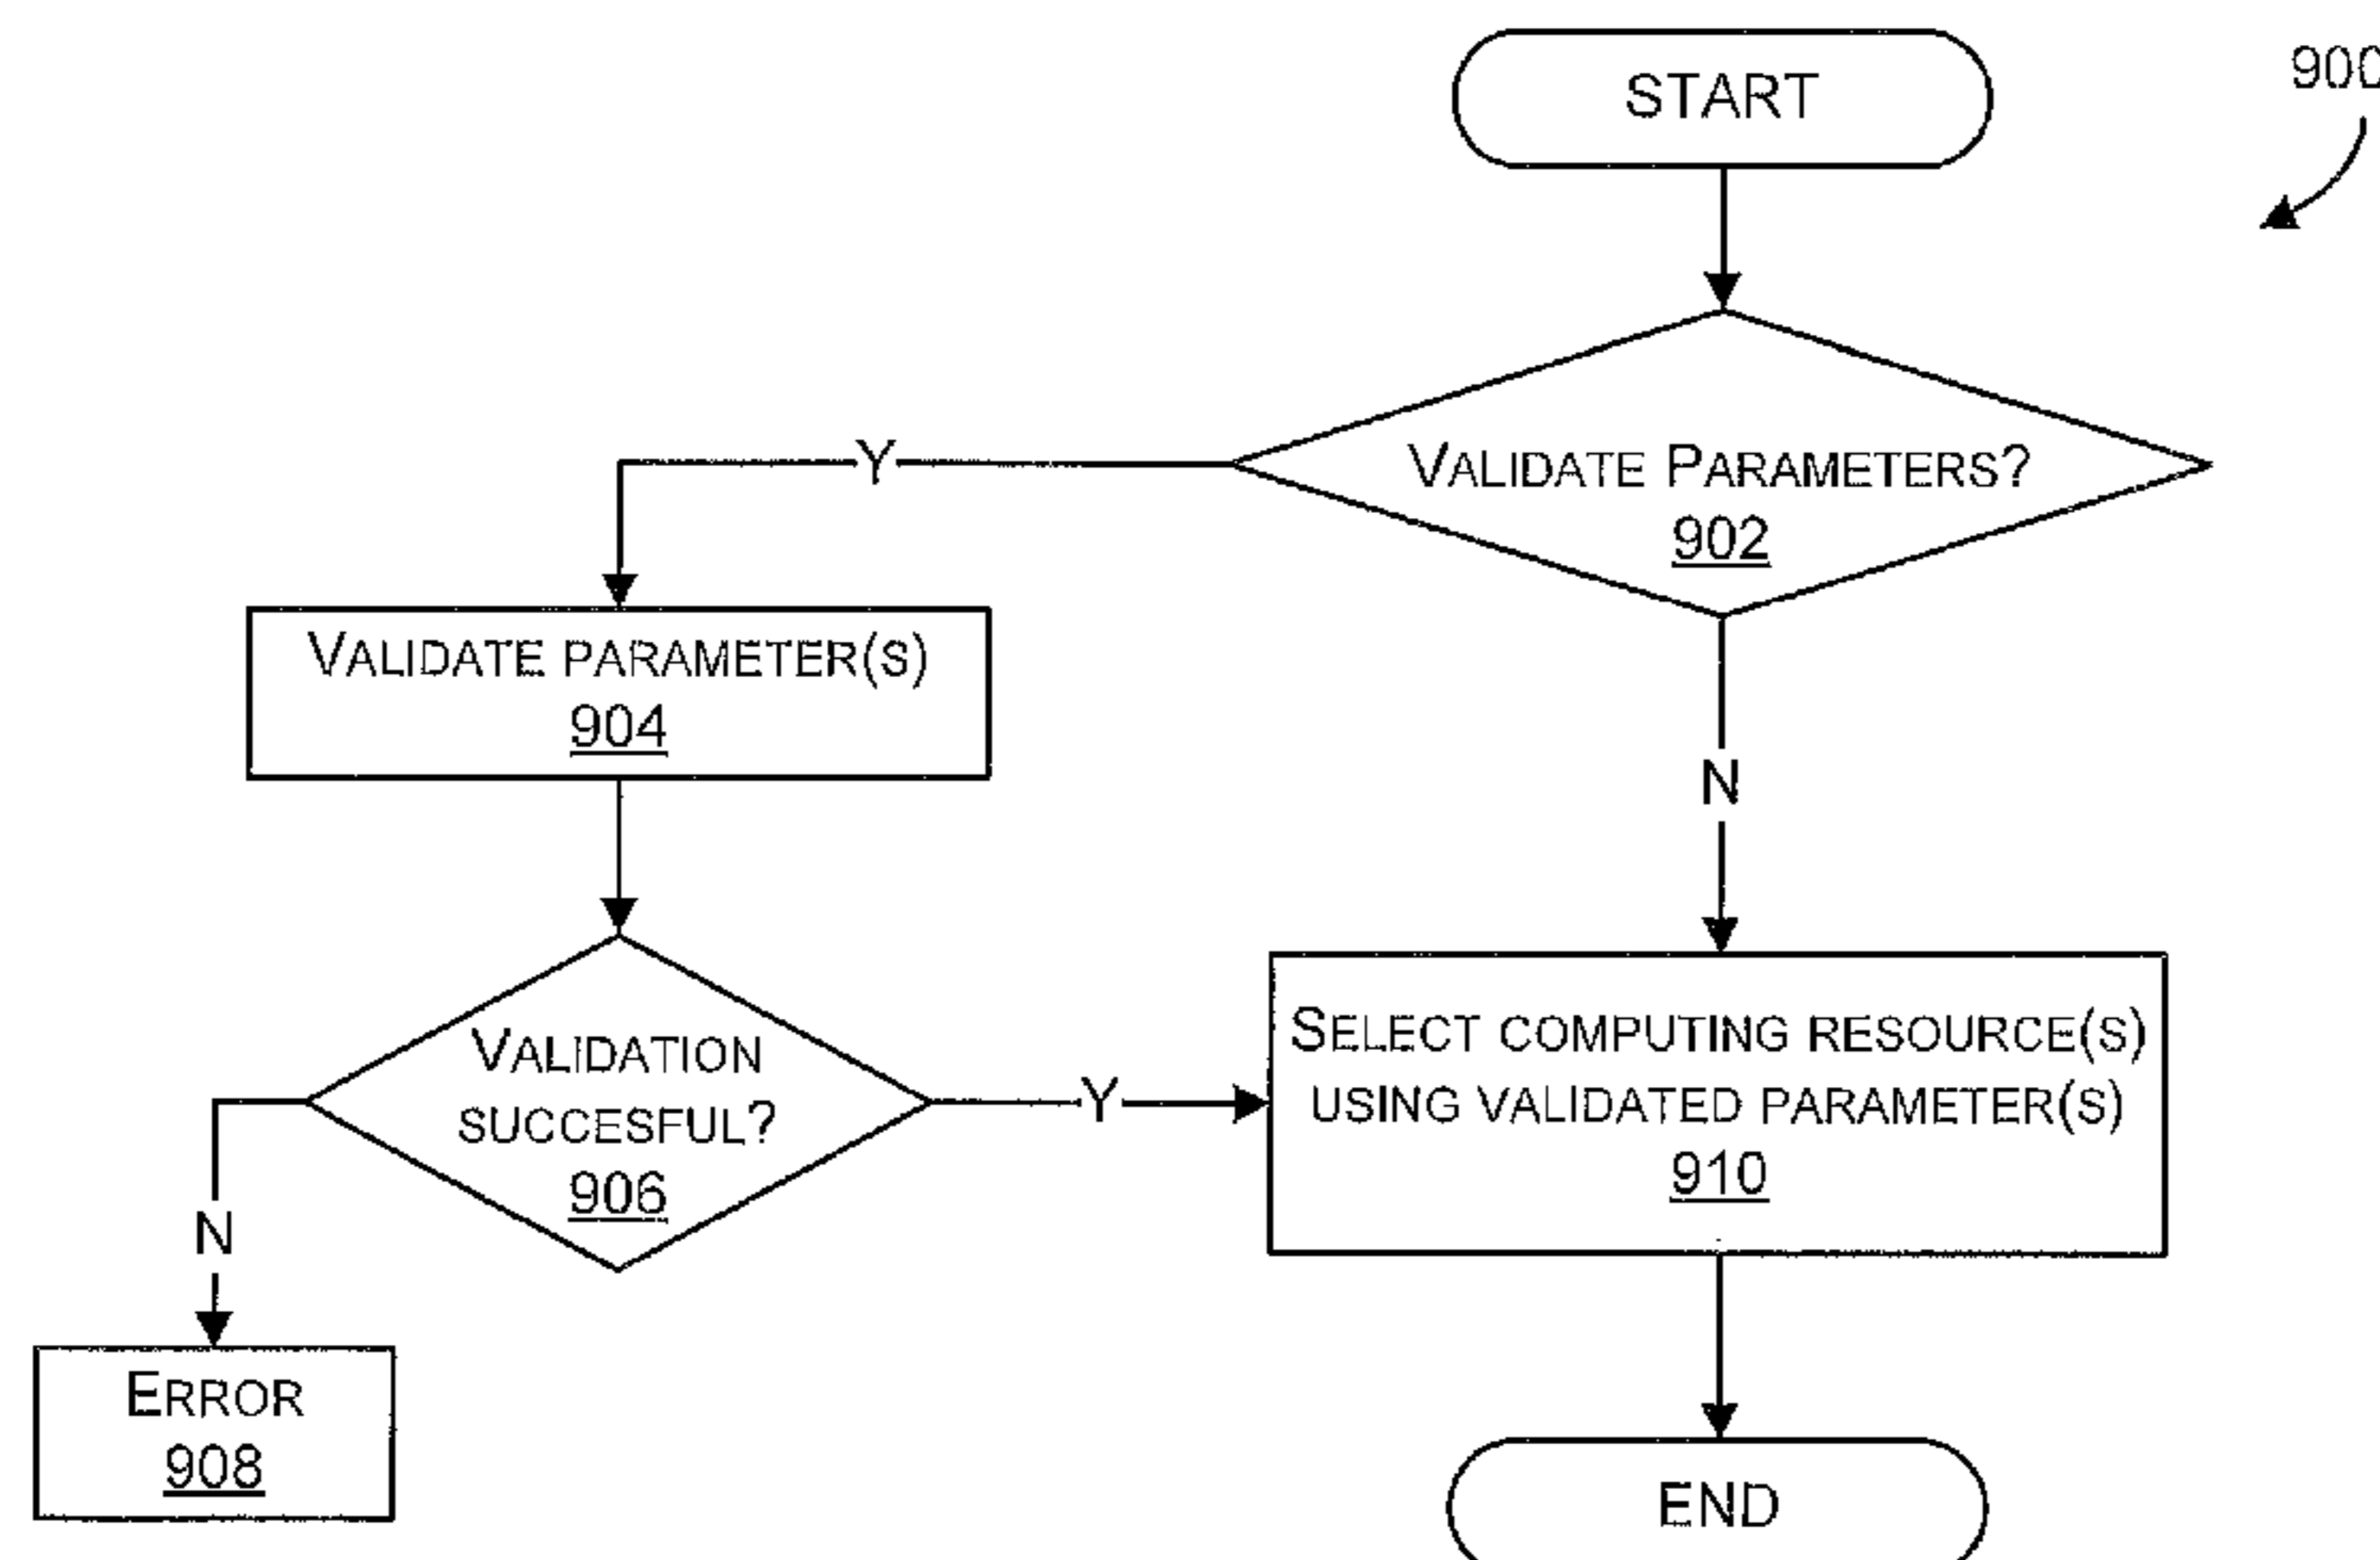 START
900
VALIDATE PARAMETERS?
902
Y
N
VALIDATE PARAMETER(S)
904
VALIDATION
SUCCESFUL?
906
Y
N
SELECT COMPUTING RESOURCE(S)
USING VALIDATED PARAMETER(S)
910
ERROR
908
END